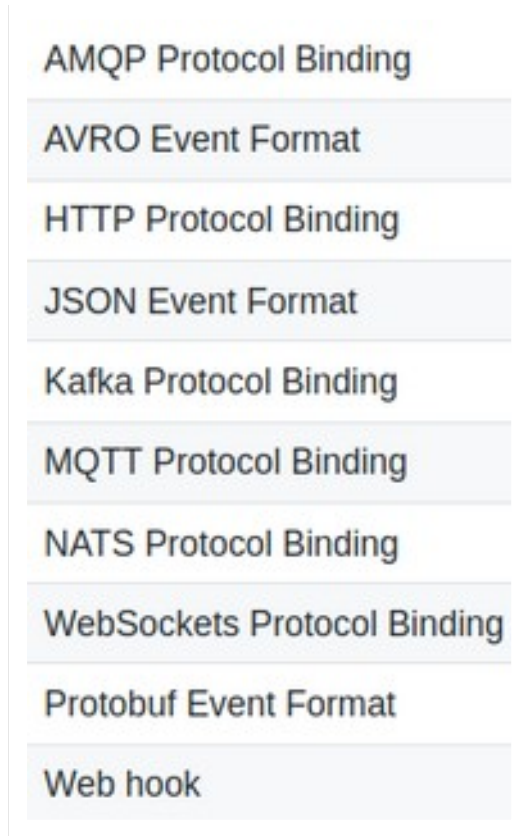 AMQP Protocol Binding
AVRO Event Format
HTTP Protocol Binding
JSON Event Format
Kafka Protocol Binding
MQTT Protocol Binding
NATS Protocol Binding
WebSockets Protocol Binding
Protobuf Event Format
Web hook